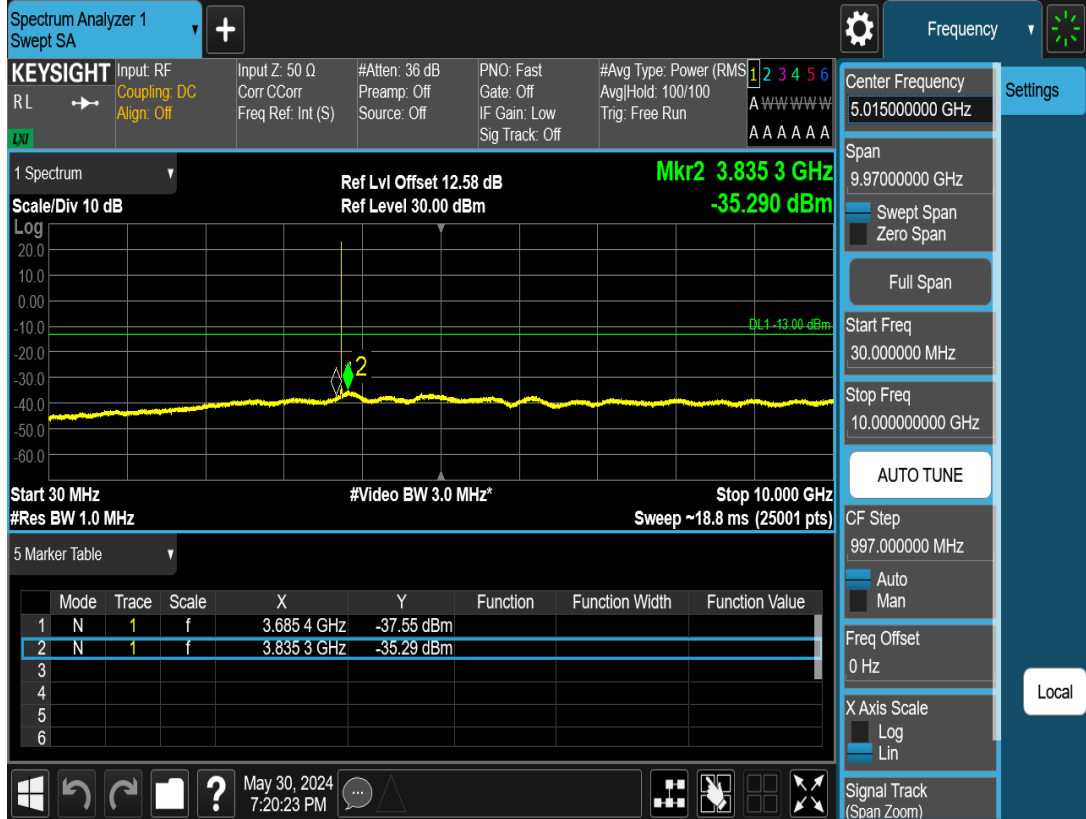 Spectrum Analyzer 1
Swept SA
+
Frequency
KEYSIGHT
RL
LXI
Input: RF
Coupling: DC
Align: Off
Input Z: 50 Ω
Corr CCorr
Freq Ref: Int (S)
#Atten: 36 dB
Preamp: Off
Source: Off
PNO: Fast
Gate: Off
IF Gain: Low
Sig Track: Off
#Avg Type: Power (RMS
Avg|Hold: 100/100
Trig: Free Run
1 2 3 4 5 6
A W W W W W
A A A A A A
1 Spectrum
Scale/Div 10 dB
Ref Lvl Offset 12.58 dB
Ref Level 30.00 dBm
Mkr2 3.835 3 GHz
-35.290 dBm
Log
20.0
10.0
0.00
-10.0
-20.0
-30.0
-40.0
-50.0
-60.0
DL1 -13.00 dBm
2
Start 30 MHz
#Res BW 1.0 MHz
#Video BW 3.0 MHz*
Stop 10.000 GHz
Sweep ~18.8 ms (25001 pts)
5 Marker Table
Mode Trace Scale X Y Function Function Width Function Value
1 N 1 f 3.685 4 GHz -37.55 dBm
2 N 1 f 3.835 3 GHz -35.29 dBm
3
4
5
6
?
May 30, 2024
7:20:23 PM
Center Frequency
5.015000000 GHz
Span
9.97000000 GHz
Swept Span
Zero Span
Full Span
Start Freq
30.000000 MHz
Stop Freq
10.000000000 GHz
AUTO TUNE
CF Step
997.000000 MHz
Auto
Man
Freq Offset
0 Hz
X Axis Scale
Log
Lin
Signal Track
(Span Zoom)
Settings
Local